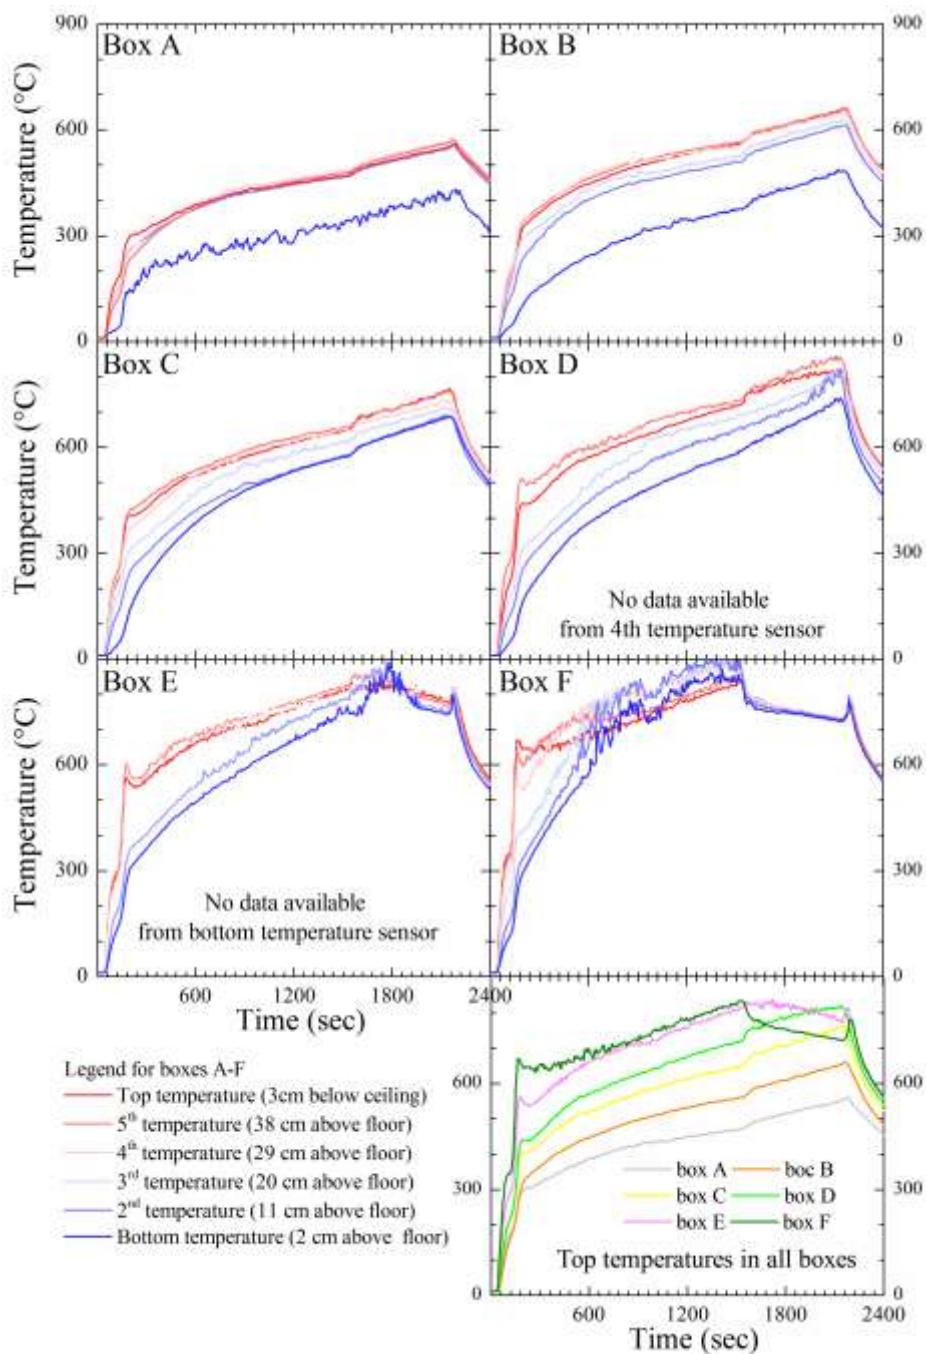 900
900
Box A
Box B
Temperature (°C)
600
600
300
300
0
0
Box C
Box D
Temperature (°C)
600
600
300
300
No data available
from 4th temperature sensor
0
0
Box E
Box F
Temperature (°C)
600
600
300
300
No data available
from bottom temperature sensor
0
0
600
1200
1800
2400
Time (sec)
Legend for boxes A-F
Top temperature (3cm below ceiling)
5th temperature (38 cm above floor)
4th temperature (29 cm above floor)
3rd temperature (20 cm above floor)
2nd temperature (11 cm above floor)
Bottom temperature (2 cm above floor)
600
300
box A
boc B
box C
box D
box E
box F
Top temperatures in all boxes
0
0
600
1200
1800
2400
Time (sec)